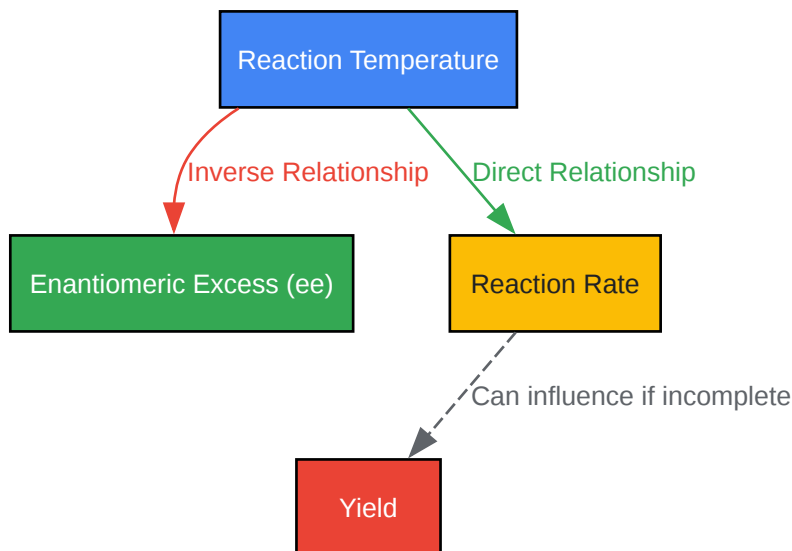 Reaction Temperature
Inverse Relationship
Direct Relationship
Enantiomeric Excess (ee)
Reaction Rate
Can influence if incomplete
Yield